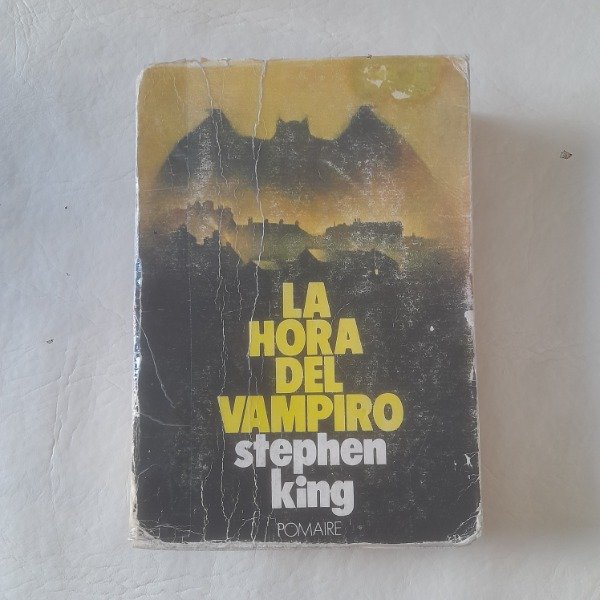 LA
HORA
DEL
VAMPIRO
stephen
king
POMAIRE